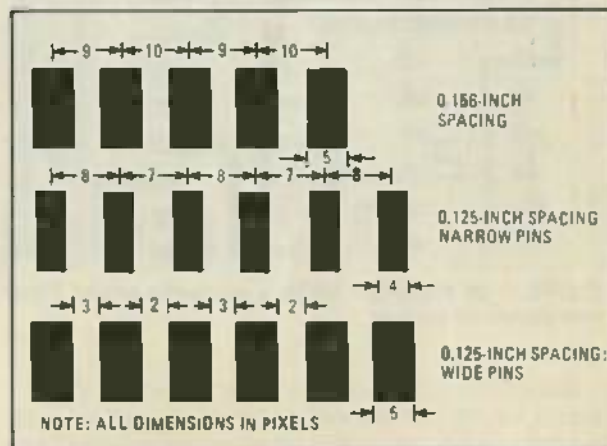 9 10 9 10
0.156-INCH
SPACING
5
8 7 8 7 8
0.125-INCH SPACING
NARROW PINS
4
3 2 3 2
0.125-INCH SPACING:
WIDE PINS
5
NOTE: ALL DIMENSIONS IN PIXELS